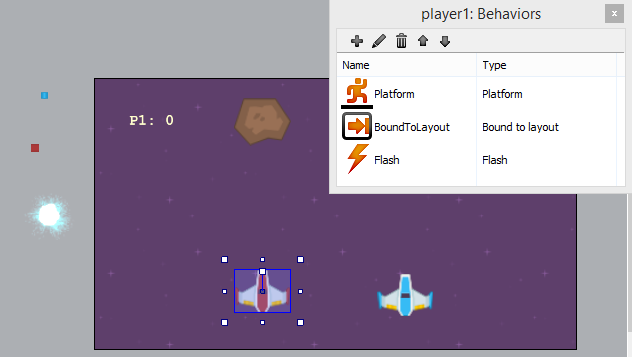 player1: Behaviors
x
Name Type
Platform Platform
BoundToLayout Bound to layout
Flash Flash
P1: 0